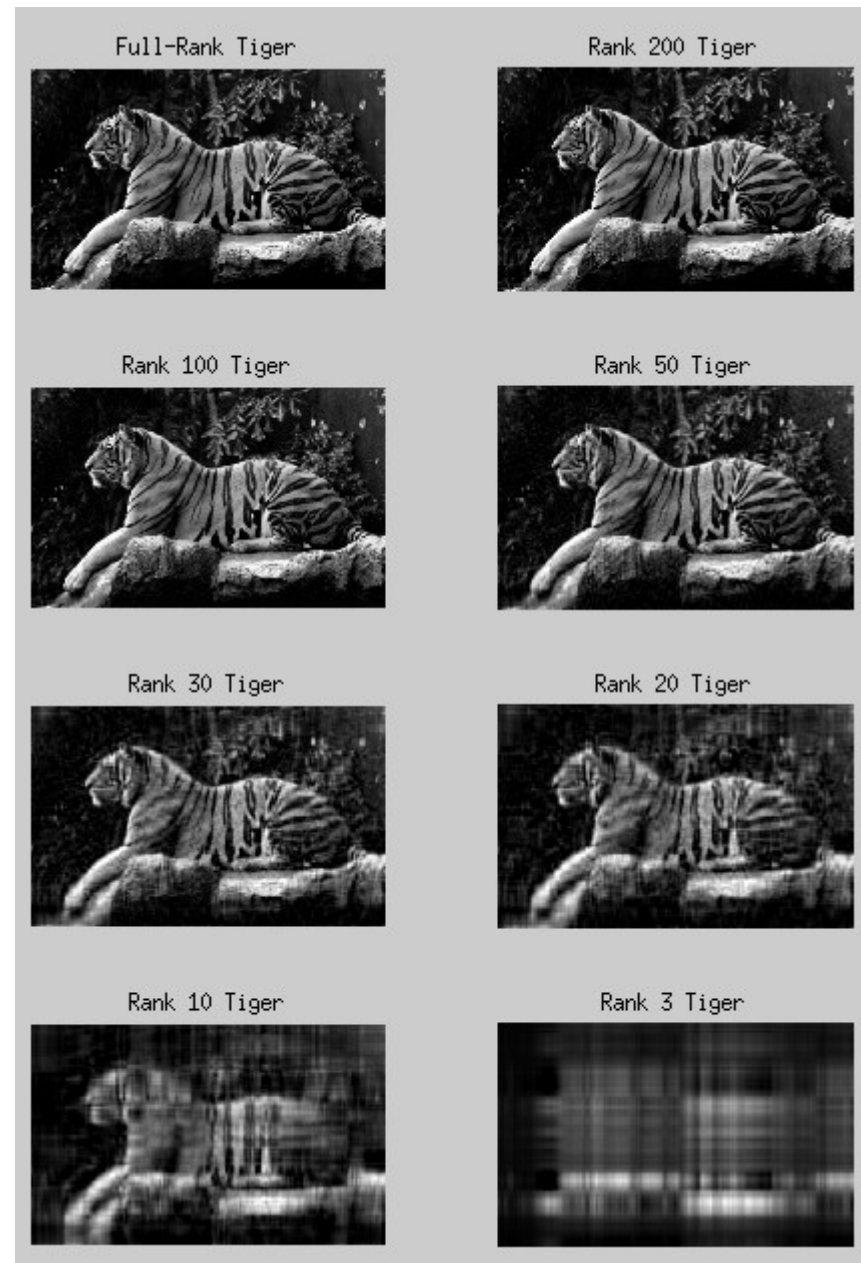 Full-Rank Tiger
Rank 200 Tiger
Rank 100 Tiger
Rank 50 Tiger
Rank 30 Tiger
Rank 20 Tiger
Rank 10 Tiger
Rank 3 Tiger